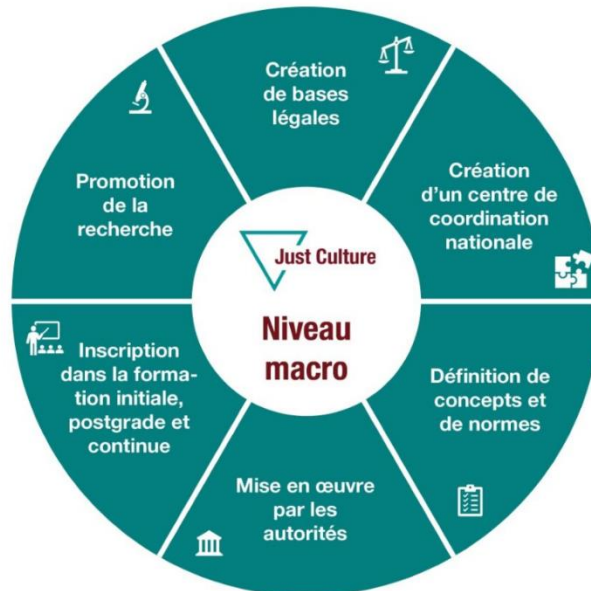 Création
de bases
légales
Création
d'un centre de
coordination
nationale
Définition de
concepts et
de normes
Mise en œuvre
par les
autorités
Inscription
dans la forma-
tion initiale,
postgrade et
continue
Promotion
de la
recherche
Just Culture
Niveau
macro